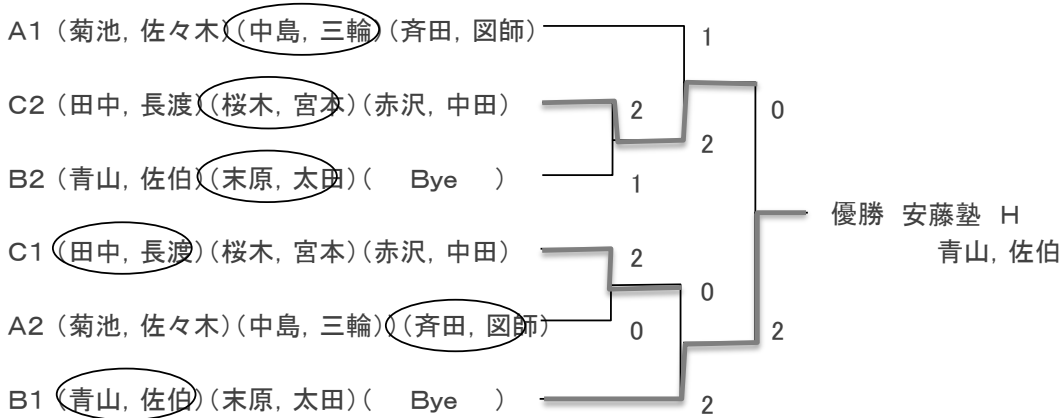 A1（菊池，佐々木）（中島，三輪）（斉田，図師）
1
C2（田中，長渡）（桜木，宮本）（赤沢，中田）
2
0
2
B2（青山，佐伯）（末原，太田）（ Bye ）
1
優勝 安藤塾 H
青山，佐伯
C1（田中，長渡）（桜木，宮本）（赤沢，中田）
2
0
A2（菊池，佐々木）（中島，三輪））（斉田，図師）
0
2
B1（青山，佐伯）（末原，太田）（ Bye ）
2